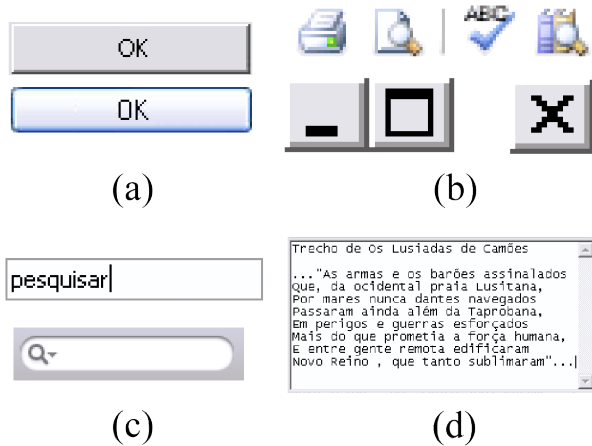 OK
ABC
OK
(a)
(b)
pesquisar
Trecho de Os Lusiadas de Camões
..."As armas e os barões assinalados
Que, da ocidental praia Lusitana,
Por mares nunca dantes navegados
Passaram ainda além da Taprobana,
Em perigos e guerras esforçados
Mais do que prometia a força humana,
E entre gente remota edificaram
Novo Reino , que tanto sublimaram"...
(c)
(d)